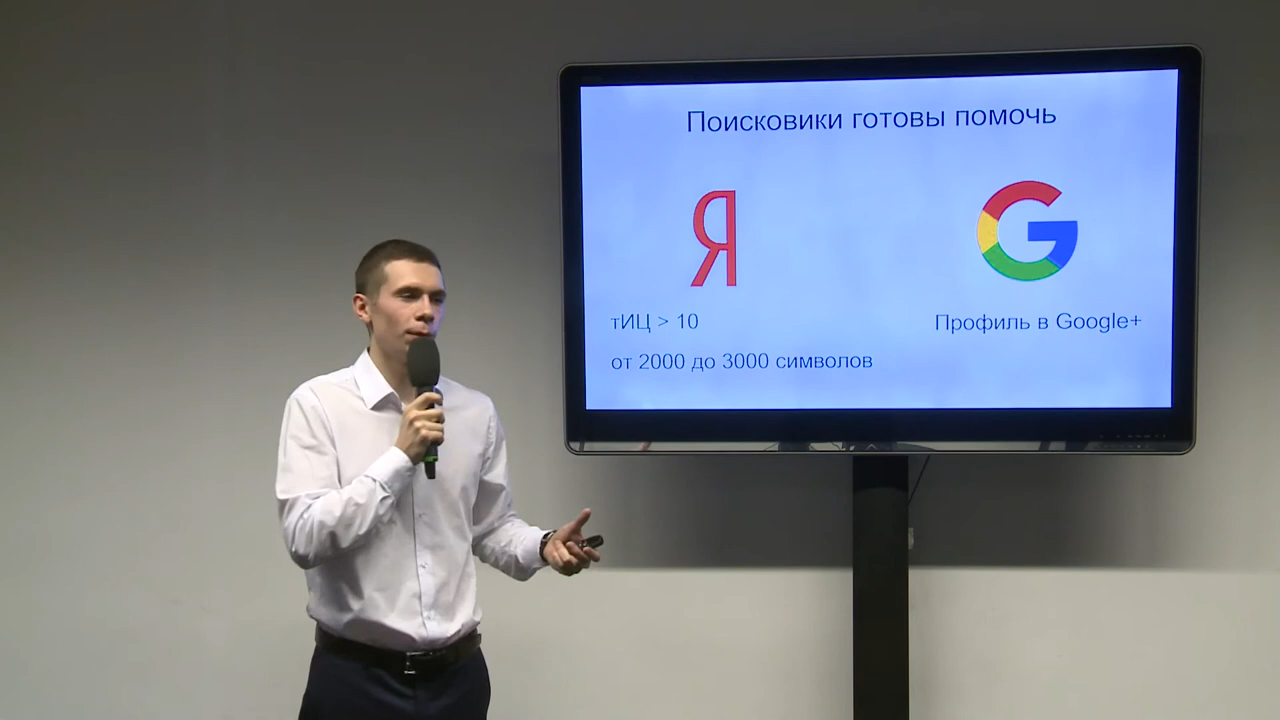 Поисковики готовы помочь
Я
G
тИЦ > 10
Профиль в Google+
от 2000 до 3000 символов